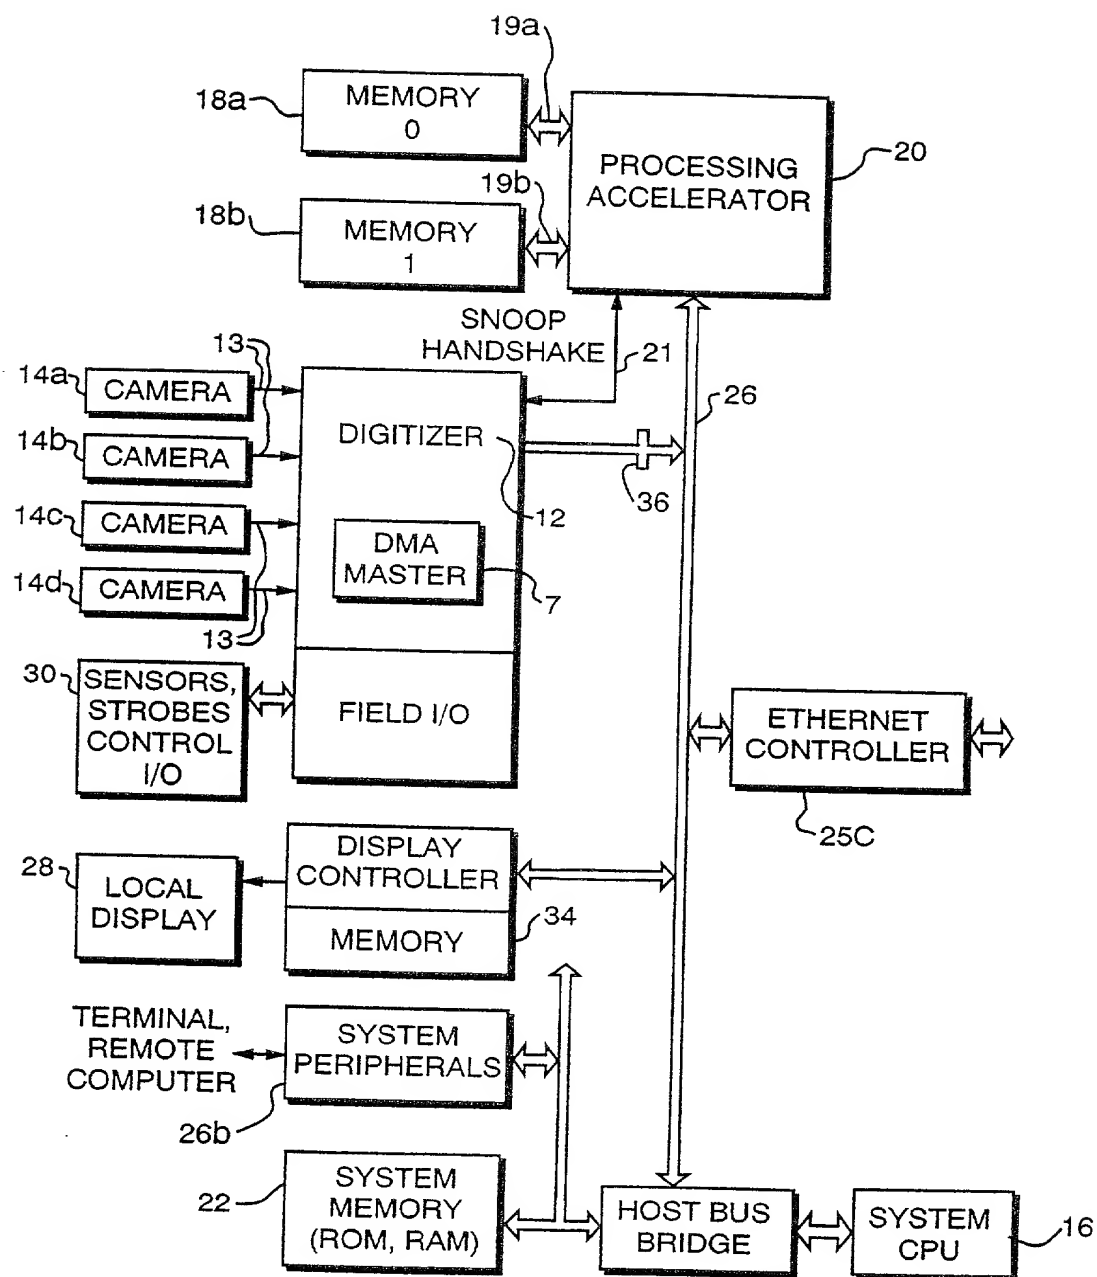 19a
18a
MEMORY
0
PROCESSING
ACCELERATOR
20
19b
18b
MEMORY
1
SNOOP
HANDSHAKE
21
26
13
14a
CAMERA
14b
CAMERA
14c
CAMERA
14d
CAMERA
13
DIGITIZER
12
36
DMA
MASTER
7
30
SENSORS,
STROBES
CONTROL
I/O
FIELD I/O
ETHERNET
CONTROLLER
25C
28
LOCAL
DISPLAY
DISPLAY
CONTROLLER
MEMORY
34
TERMINAL,
REMOTE
COMPUTER
SYSTEM
PERIPHERALS
26b
22
SYSTEM
MEMORY
(ROM, RAM)
HOST BUS
BRIDGE
SYSTEM
CPU
16